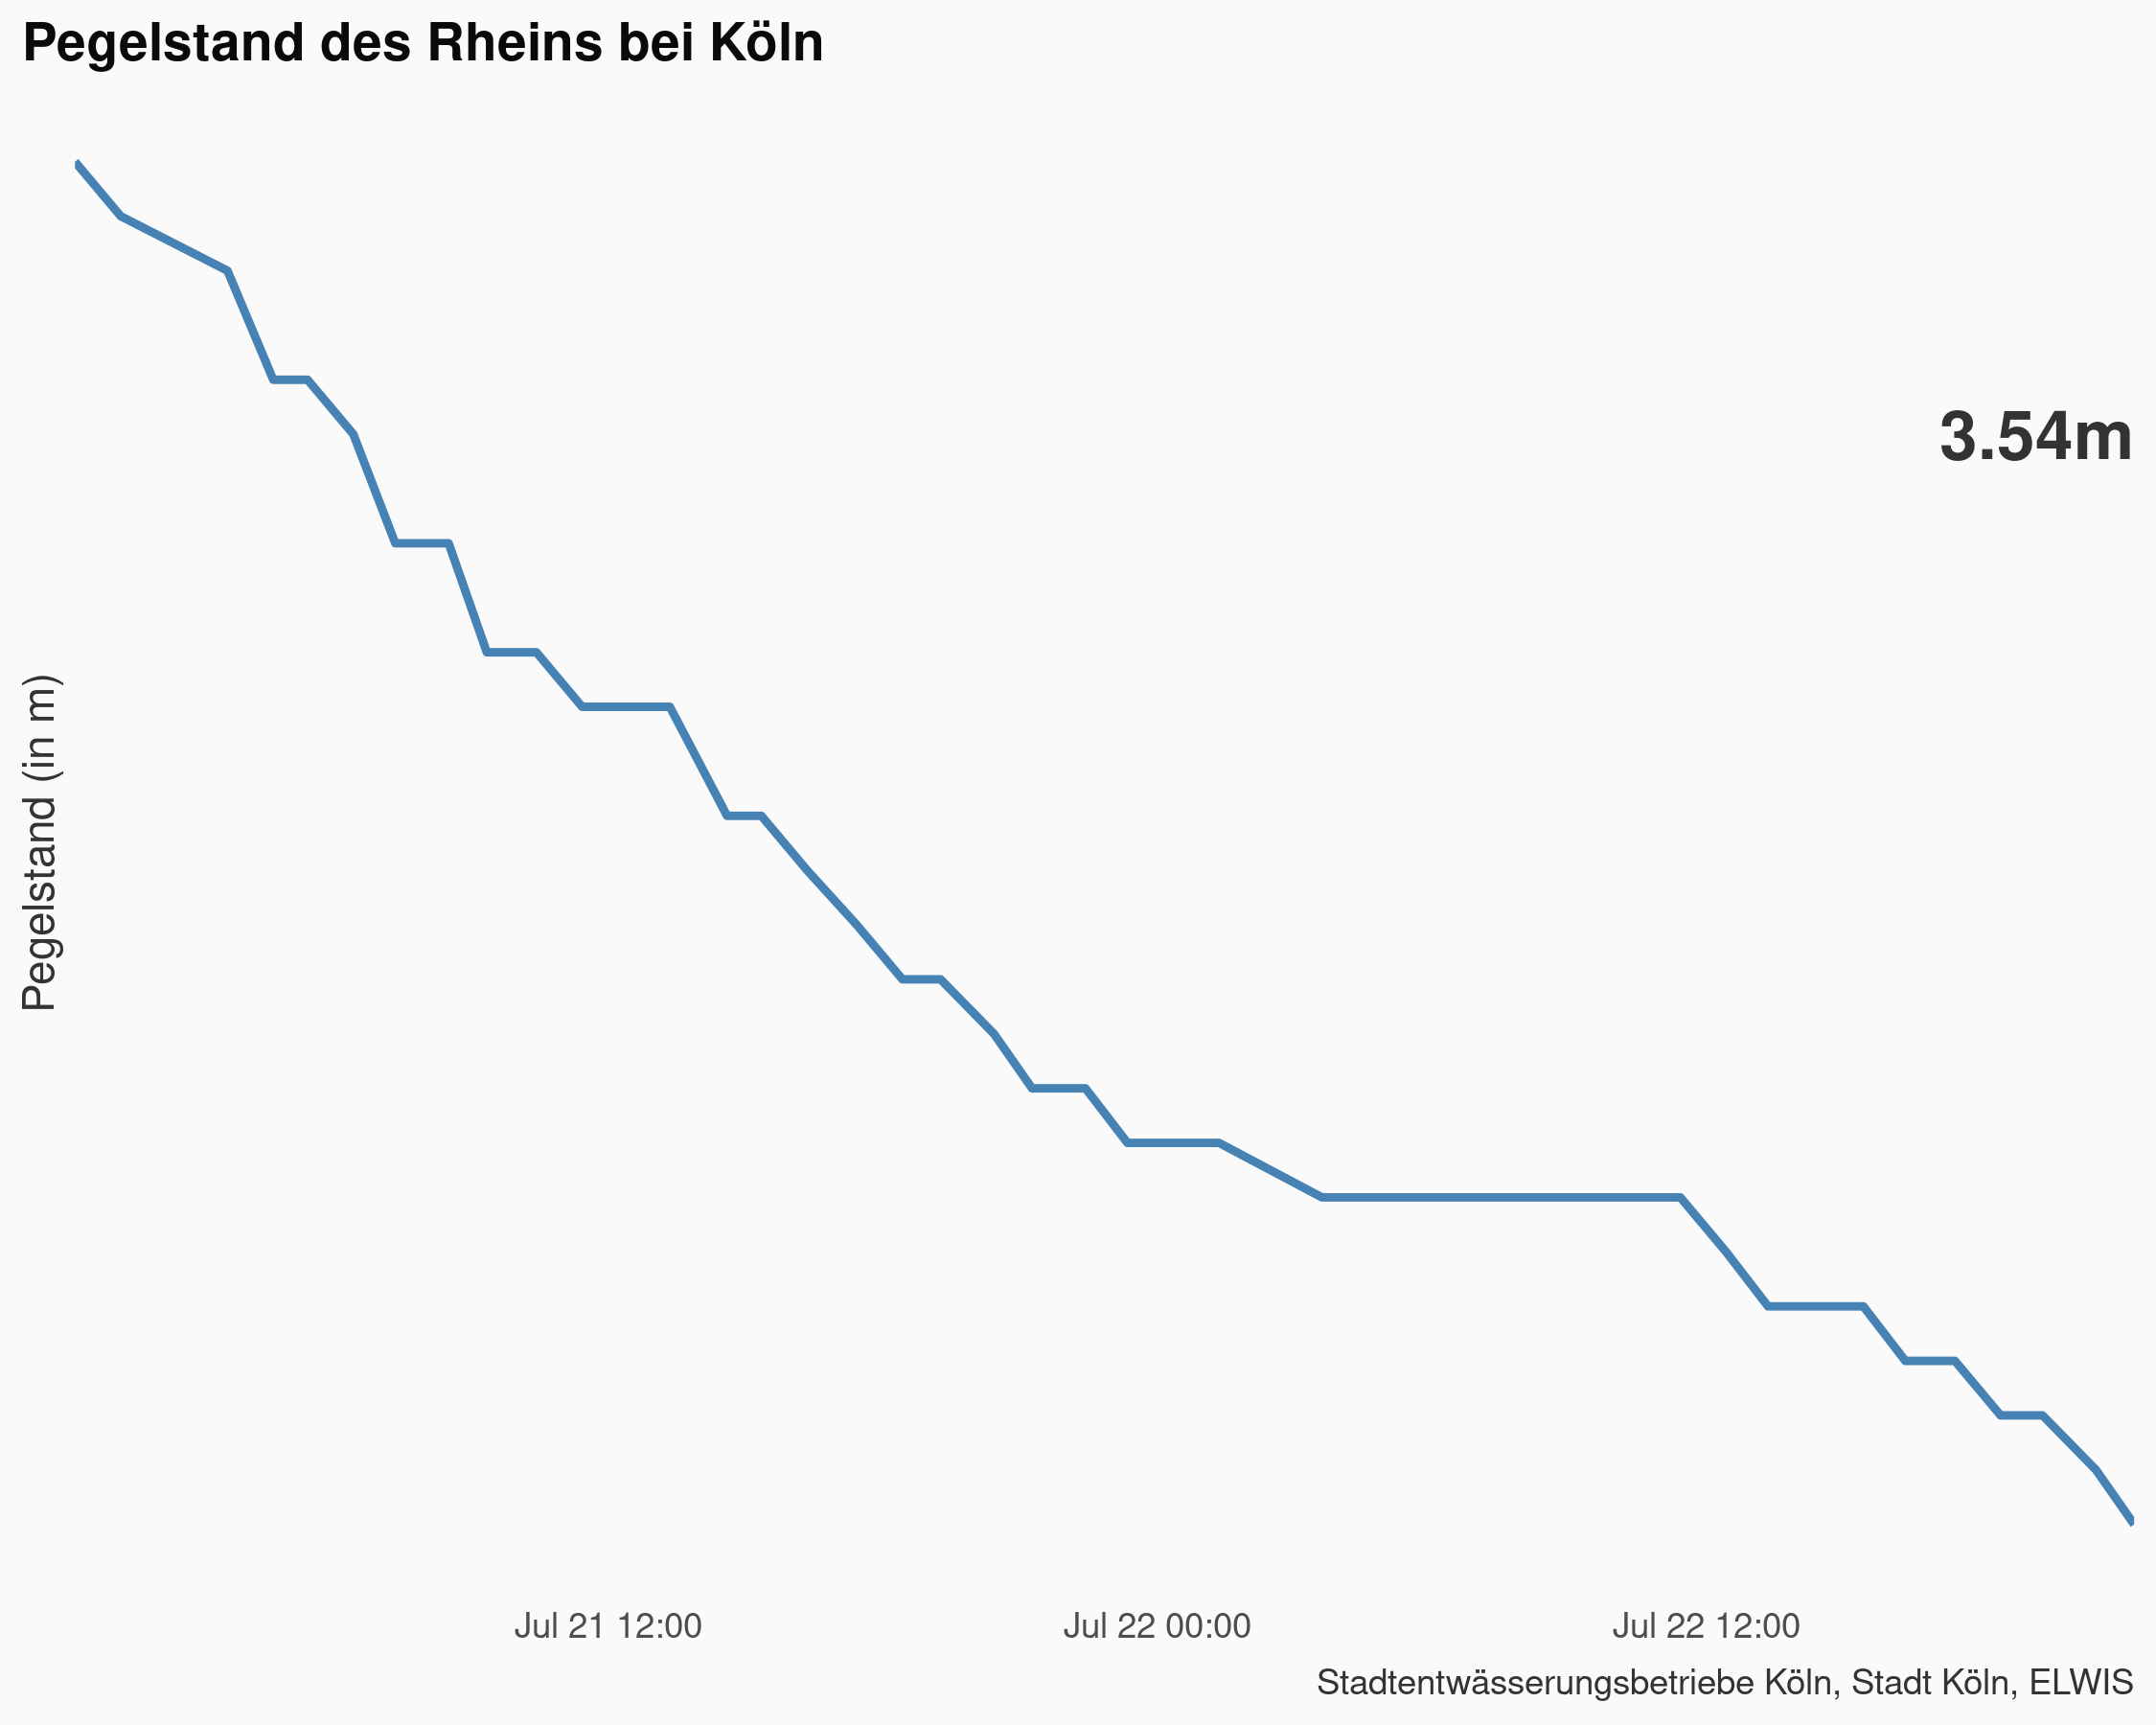 Pegelstand des Rheins bei Köln
3.54m
Pegelstand (in m)
Jul 21 12:00
Jul 22 00:00
Jul 22 12:00
Stadtentwässerungsbetriebe Köln, Stadt Köln, ELWIS